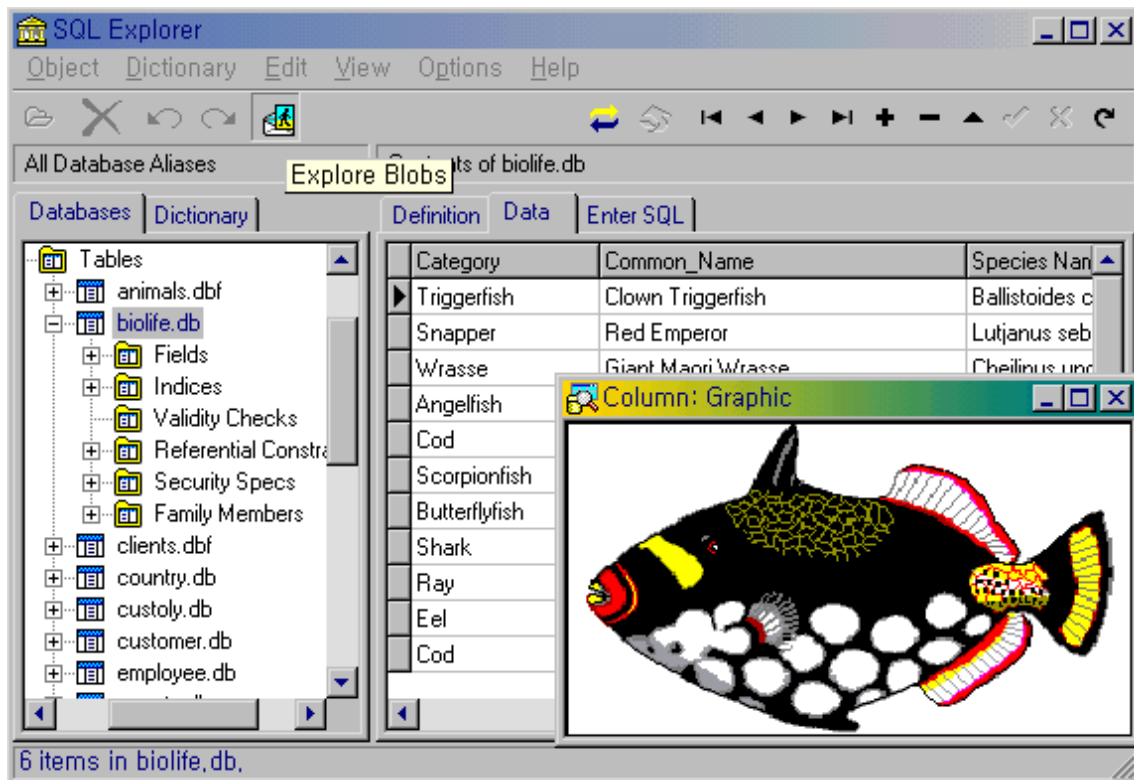 SQL Explorer
Object Dictionary Edit View Options Help
All Database Aliases
Explore Blobs
of biolife.db
Databases Dictionary
Definition Data Enter SQL
Tables
animals.dbf
biolife.db
Fields
Indices
Validity Checks
Referential Constra
Security Specs
Family Members
clients.dbf
country.db
custoly.db
customer.db
employee.db
Category Common_Name Species Nam
Triggerfish Clown Triggerfish Ballistoides c
Snapper Red Emperor Lutjanus seb
Wrasse Giant Maori Wrasse Cheilinus und
Angelfish
Cod
Scorpionfish
Butterflyfish
Shark
Ray
Eel
Cod
Column: Graphic
6 items in biolife,db,